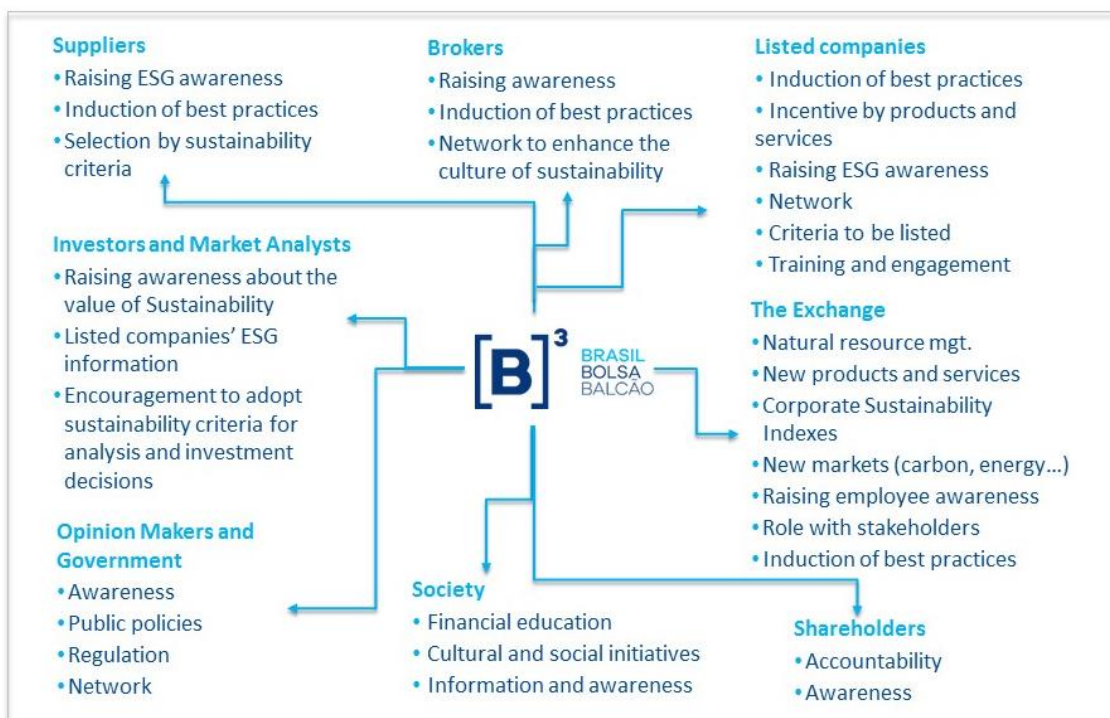 Suppliers
• Raising ESG awareness
• Induction of best practices
• Selection by sustainability
criteria
Brokers
• Raising awareness
• Induction of best practices
• Network to enhance the
culture of sustainability
Listed companies
• Induction of best practices
• Incentive by products and
services
• Raising ESG awareness
• Network
• Criteria to be listed
• Training and engagement
Investors and Market Analysts
• Raising awareness about the
value of Sustainability
• Listed companies’ ESG
information
• Encouragement to adopt
sustainability criteria for
analysis and investment
decisions
[B]³
BRASIL
BOLSA
BALCÃO
The Exchange
• Natural resource mgt.
• New products and services
• Corporate Sustainability
Indexes
• New markets (carbon, energy…)
• Raising employee awareness
• Role with stakeholders
• Induction of best practices
Opinion Makers and
Government
• Awareness
• Public policies
• Regulation
• Network
Society
• Financial education
• Cultural and social initiatives
• Information and awareness
Shareholders
• Accountability
• Awareness